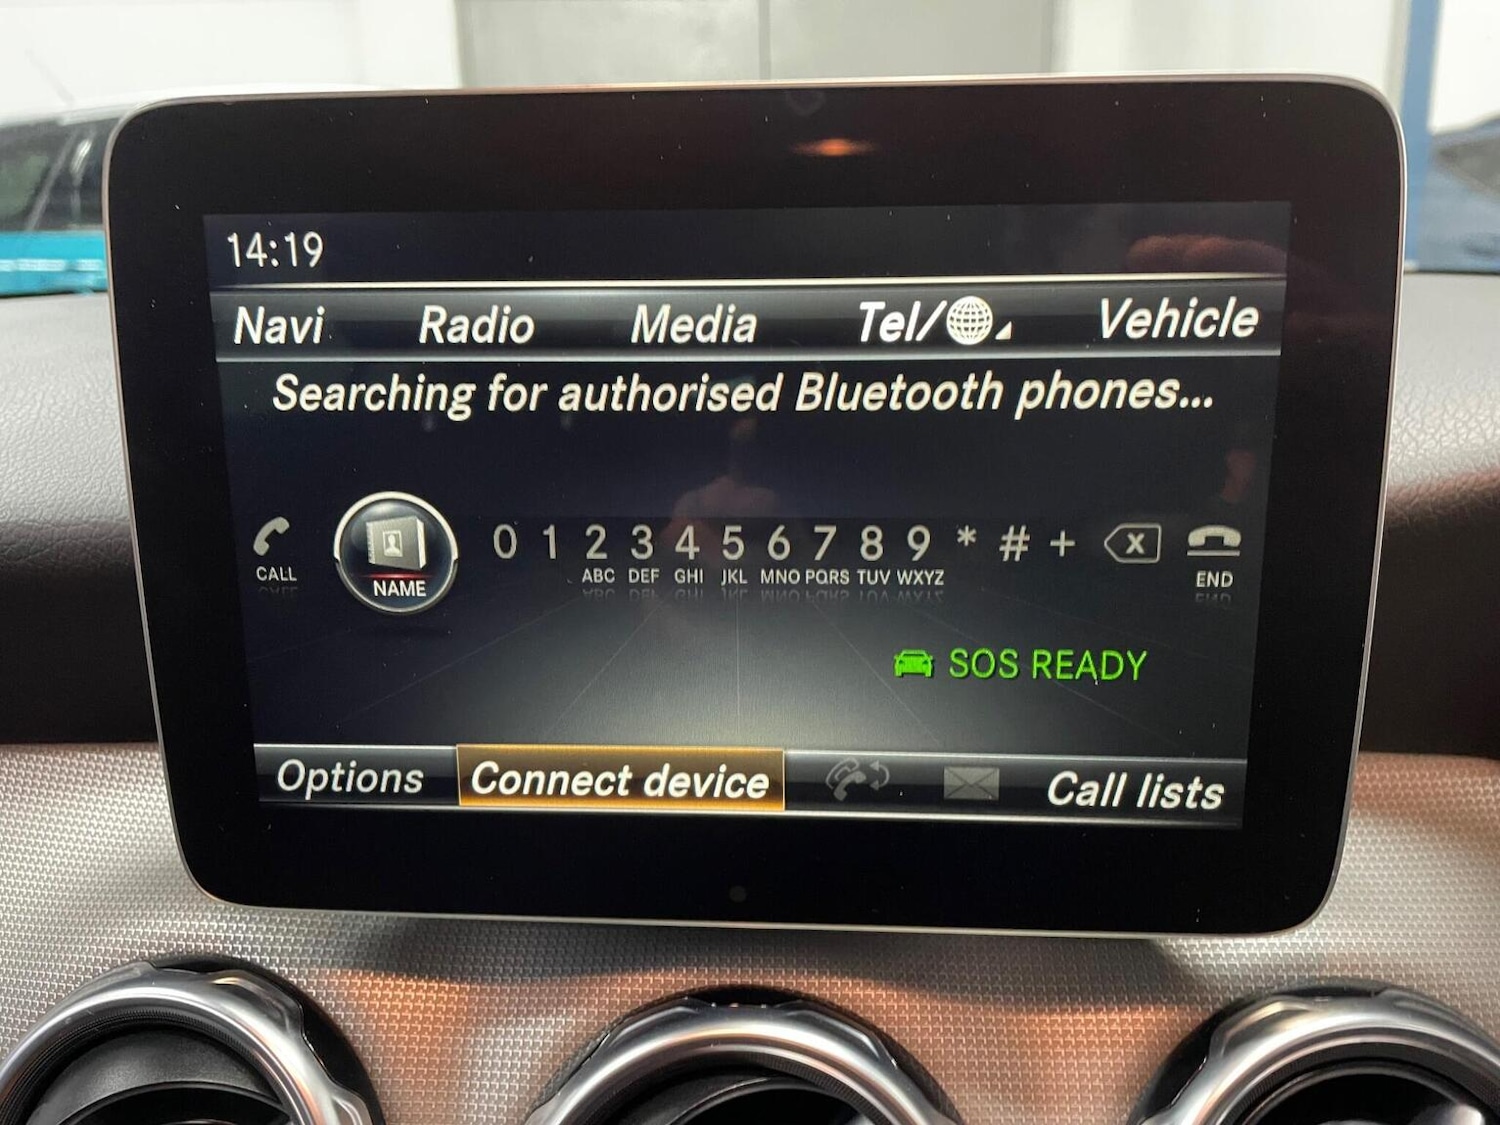 14:19
Navi Radio Media Tel/ Vehicle
Searching for authorised Bluetooth phones...
0 1 2 3 4 5 6 7 8 9 * # + X
CALL NAME ABC DEF GHI JKL MNO PQRS TUV WXYZ END
SOS READY
Options Connect device Call lists